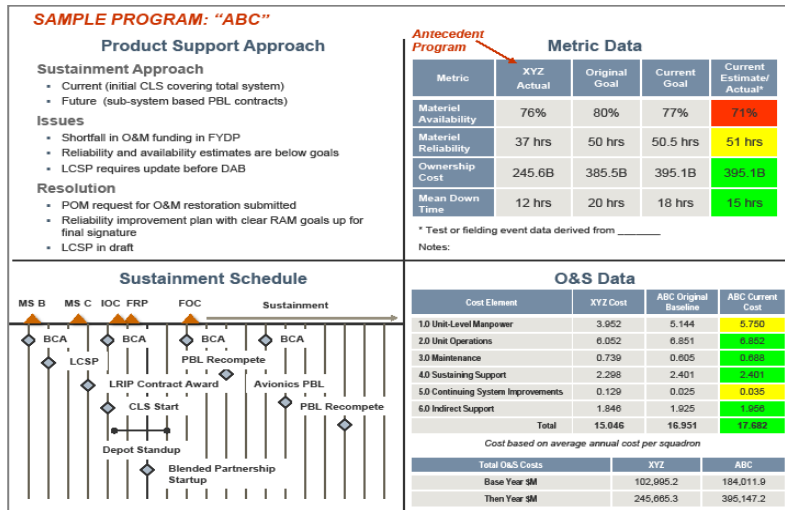 SAMPLE PROGRAM: "ABC"
Product Support Approach
Sustainment Approach
▪ Current (initial CLS covering total system)
▪ Future (sub-system based PBL contracts)
Issues
▪ Shortfall in O&M funding in FYDP
▪ Reliability and availability estimates are below goals
▪ LCSP requires update before DAB
Resolution
▪ POM request for O&M restoration submitted
▪ Reliability improvement plan with clear RAM goals up for
final signature
▪ LCSP in draft
Antecedent
Program
Metric Data
Metric XYZ Actual Original Goal Current Goal Current Estimate/ Actual*
Materiel Availability 76% 80% 77% 71%
Materiel Reliability 37 hrs 50 hrs 50.5 hrs 51 hrs
Ownership Cost 245.6B 385.5B 395.1B 395.1B
Mean Down Time 12 hrs 20 hrs 18 hrs 15 hrs
* Test or fielding event data derived from _______
Notes:
Sustainment Schedule
MS B MS C IOC FRP FOC Sustainment
BCA BCA BCA BCA
LCSP PBL Recompete
LRIP Contract Award Avionics PBL
CLS Start PBL Recompete
Depot Standup
Blended Partnership
Startup
O&S Data
Cost Element XYZ Cost ABC Original Baseline ABC Current Cost
1.0 Unit-Level Manpower 3.952 5.144 5.750
2.0 Unit Operations 6.052 6.851 6.852
3.0 Maintenance 0.739 0.605 0.688
4.0 Sustaining Support 2.298 2.401 2.401
5.0 Continuing System Improvements 0.129 0.025 0.035
6.0 Indirect Support 1.846 1.925 1.956
Total 15.046 16.951 17.682
Cost based on average annual cost per squadron
Total O&S Costs XYZ ABC
Base Year $M 102,995.2 184,011.9
Then Year $M 245,665.3 395,147.2